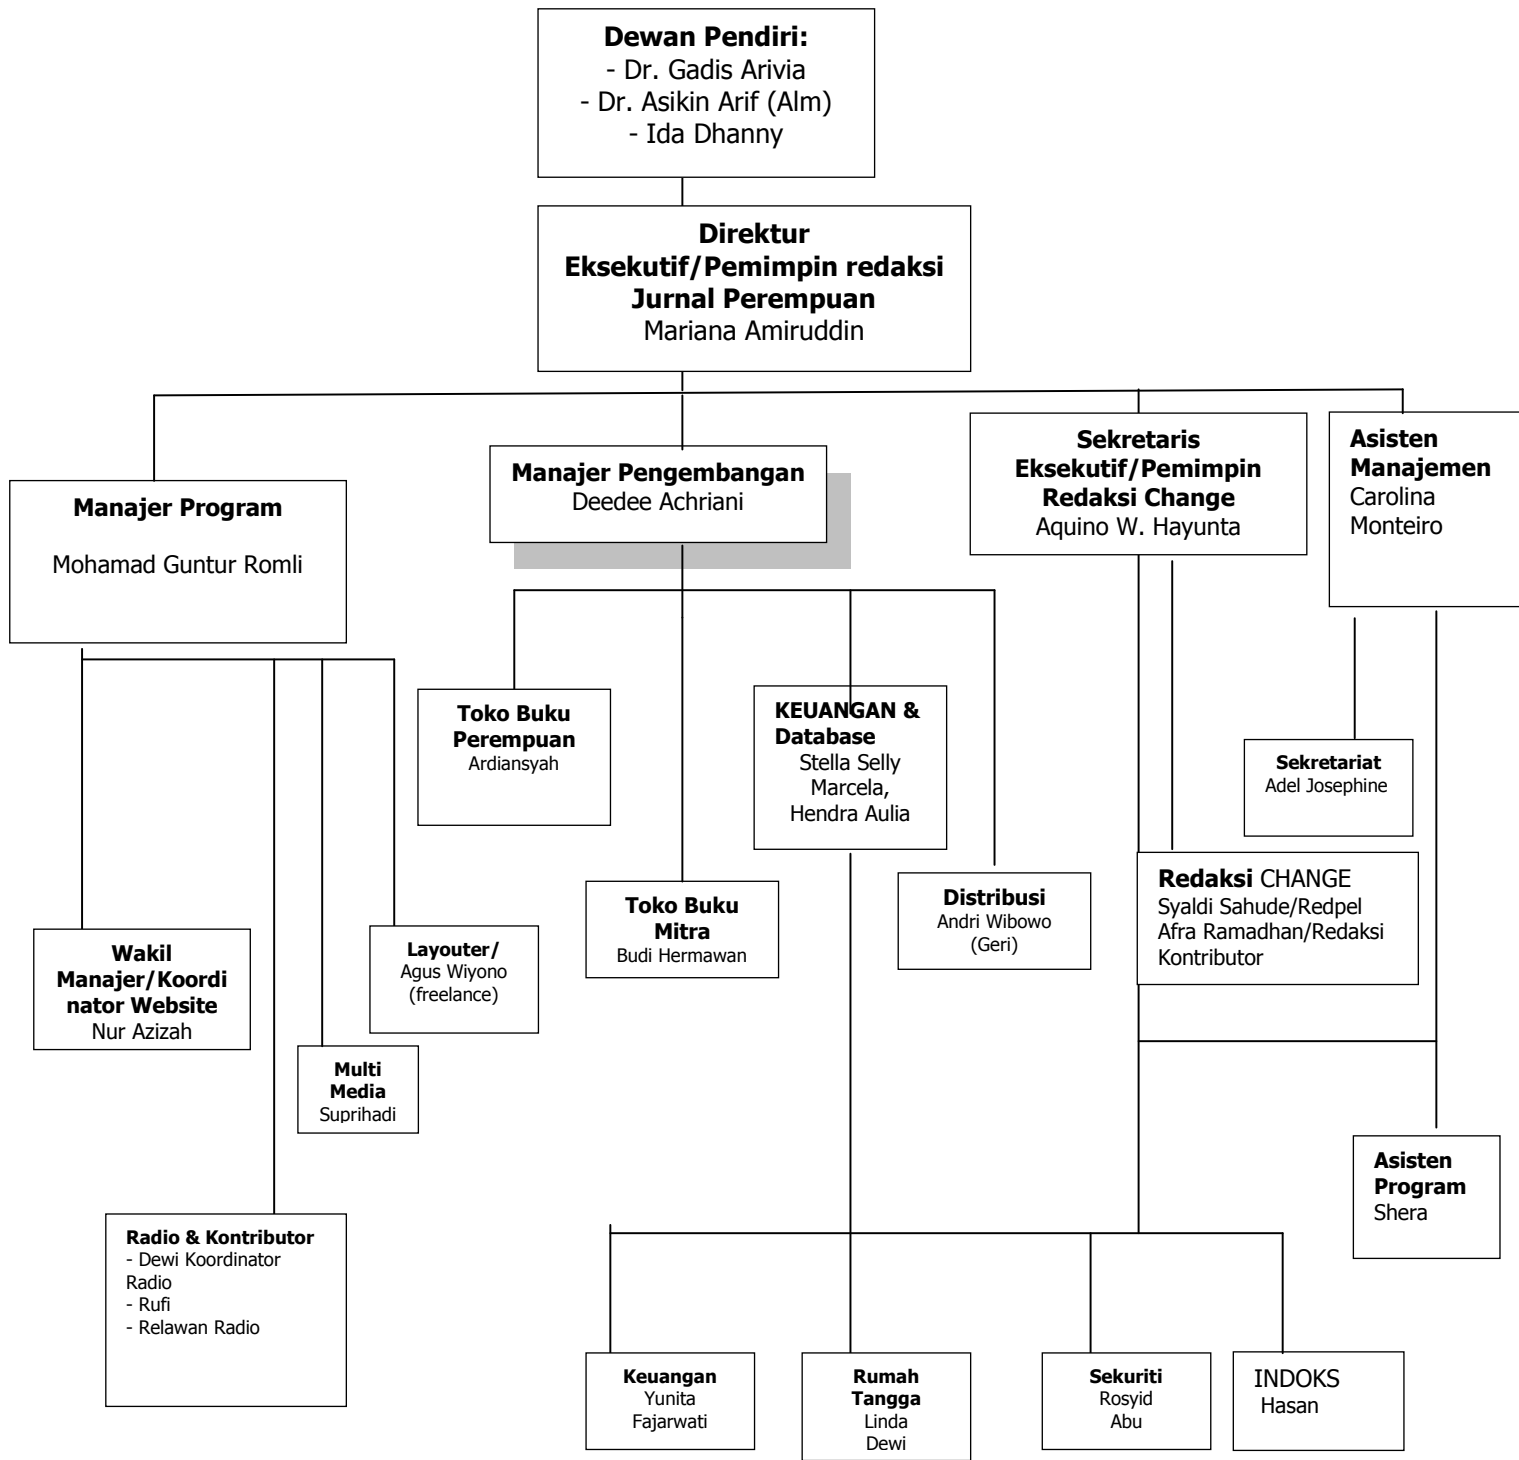 Dewan Pendiri:
- Dr. Gadis Arivia
- Dr. Asikin Arif (Alm)
- Ida Dhanny
Direktur
Eksekutif/Pemimpin redaksi
Jurnal Perempuan
Mariana Amiruddin
Manajer Program
Mohamad Guntur Romli
Manajer Pengembangan
Deedee Achriani
Sekretaris
Eksekutif/Pemimpin
Redaksi Change
Aquino W. Hayunta
Asisten
Manajemen
Carolina
Monteiro
Toko Buku
Perempuan
Ardiansyah
KEUANGAN &
Database
Stella Selly
Marcela,
Hendra Aulia
Sekretariat
Adel Josephine
Wakil
Manajer/Koordi
nator Website
Nur Azizah
Layouter/
Agus Wiyono
(freelance)
Toko Buku
Mitra
Budi Hermawan
Distribusi
Andri Wibowo
(Geri)
Redaksi CHANGE
Syaldi Sahude/Redpel
Afra Ramadhan/Redaksi
Kontributor
Multi
Media
Suprihadi
Asisten
Program
Shera
Radio & Kontributor
- Dewi Koordinator
Radio
- Rufi
- Relawan Radio
Keuangan
Yunita
Fajarwati
Rumah
Tangga
Linda
Dewi
Sekuriti
Rosyid
Abu
INDOKS
Hasan